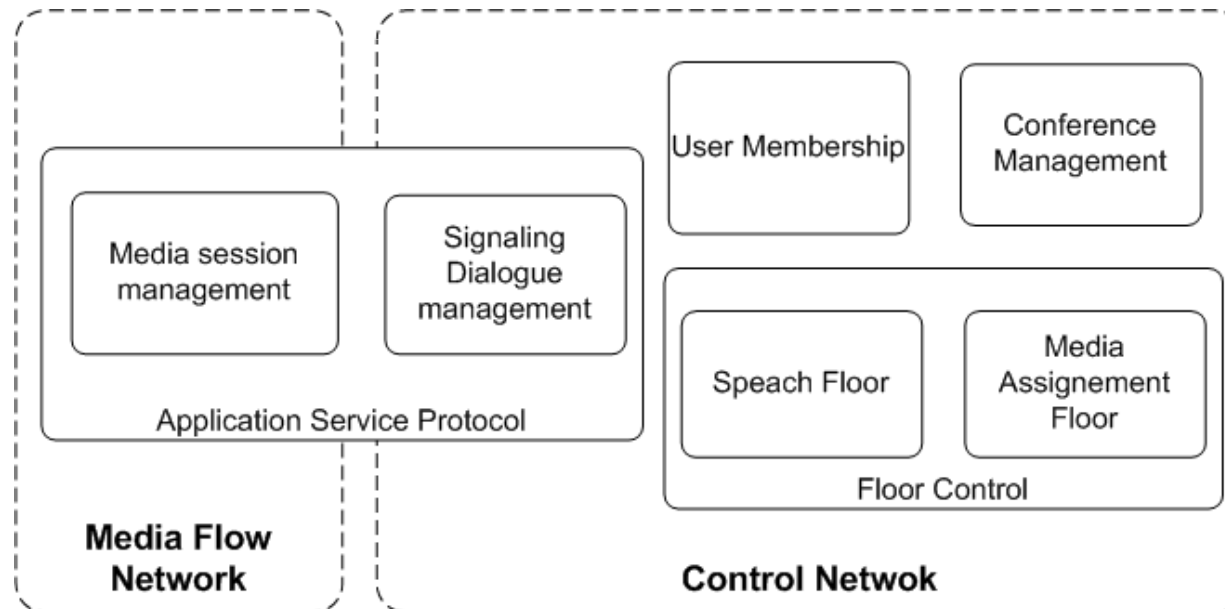 User Membership
Conference
Management
Media session
management
Signaling
Dialogue
management
Application Service Protocol
Speach Floor
Media
Assignement
Floor
Floor Control
Media Flow
Network
Control Netwok